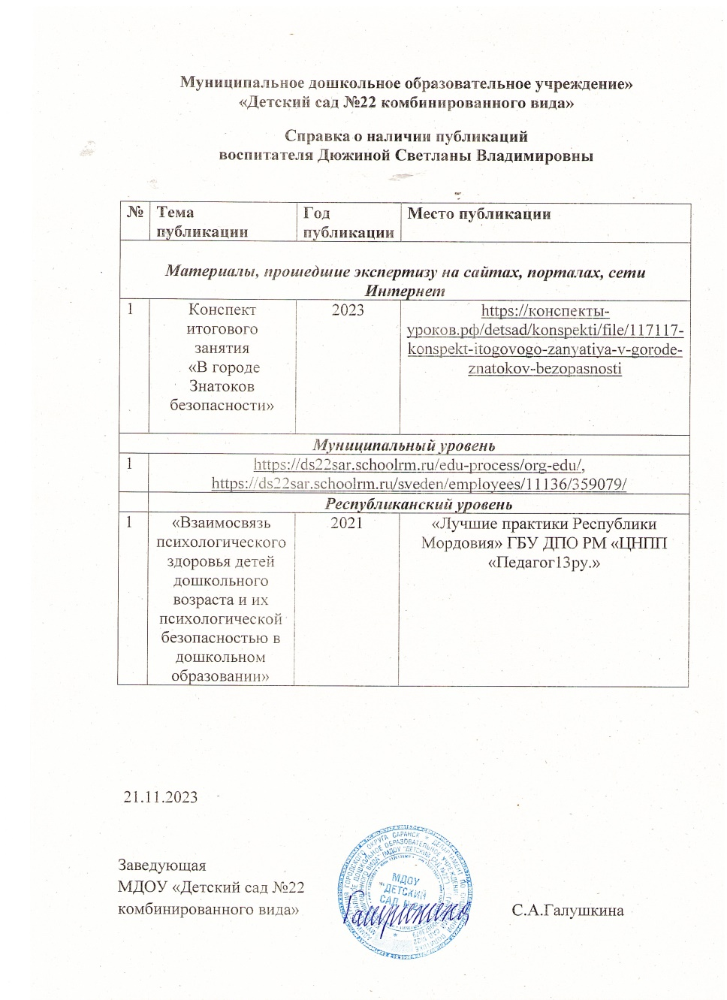 Муниципальное дошкольное образовательное учреждение»
«Детский сад №22 комбинированного вида»
Справка о наличии публикаций
воспитателя Дюжиной Светланы Владимировны
№ Тема публикации Год публикации Место публикации
Материалы, прошедшие экспертизу на сайтах, порталах, сети
Интернет
1 Конспект 2023 https://конспекты-
итогового уроков.рф/detsad/konspekti/file/117117-
занятия konspekt-itogovogo-zanyatiya-v-gorode-
«В городе znatokov-bezopasnosti
Знатоков
безопасности»
Муниципальный уровень
1 https://ds22sar.schoolrm.ru/edu-process/org-edu/,
https://ds22sar.schoolrm.ru/sveden/employees/11136/359079/
Республиканский уровень
1 «Взаимосвязь 2021 «Лучшие практики Республики
психологического Мордовия» ГБУ ДПО РМ «ЦНПП
здоровья детей «Педагог13ру.»
дошкольного
возраста и их
психологической
безопасностью в
дошкольном
образовании»
21.11.2023
Заведующая
МДОУ «Детский сад №22
комбинированного вида» С.А.Галушкина
МДОУ
"ДЕТСКИЙ
САД